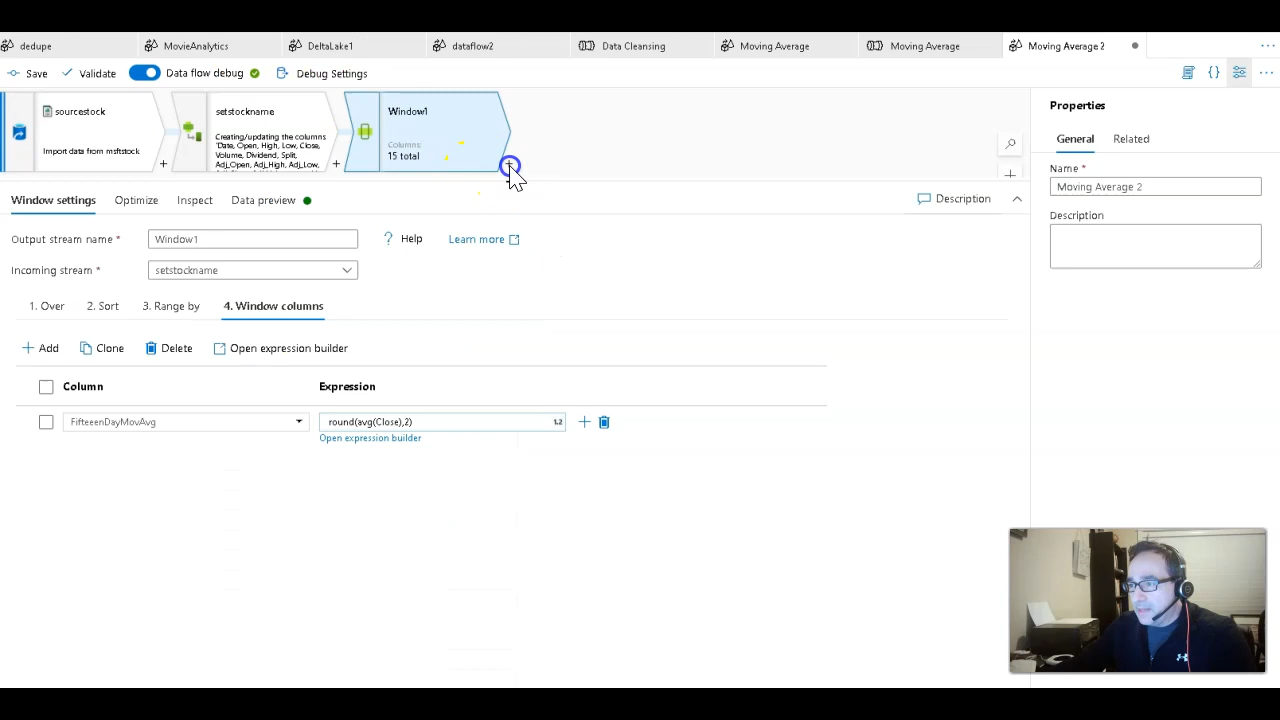 dedupe
MovieAnalytics
DeltaLake1
dataflow2
Data Cleansing
Moving Average
Moving Average
Moving Average 2
Save
Validate
Data flow debug
Debug Settings
sourcestock
Import data from msftstock
setstockname
Creating/updating the columns
'Date, Open, High, Low, Close,
Volume, Dividend, Split,
Adj_Open, Adj_High, Adj_Low,
Window1
Columns:
15 total
Properties
General
Related
Name *
Moving Average 2
Description
Window settings
Optimize
Inspect
Data preview
Description
Output stream name *
Window1
? Help
Learn more
Incoming stream *
setstockname
1. Over
2. Sort
3. Range by
4. Window columns
Add
Clone
Delete
Open expression builder
Column
Expression
FifteeenDayMovAvg
round(avg(Close),2)
1.2
Open expression builder